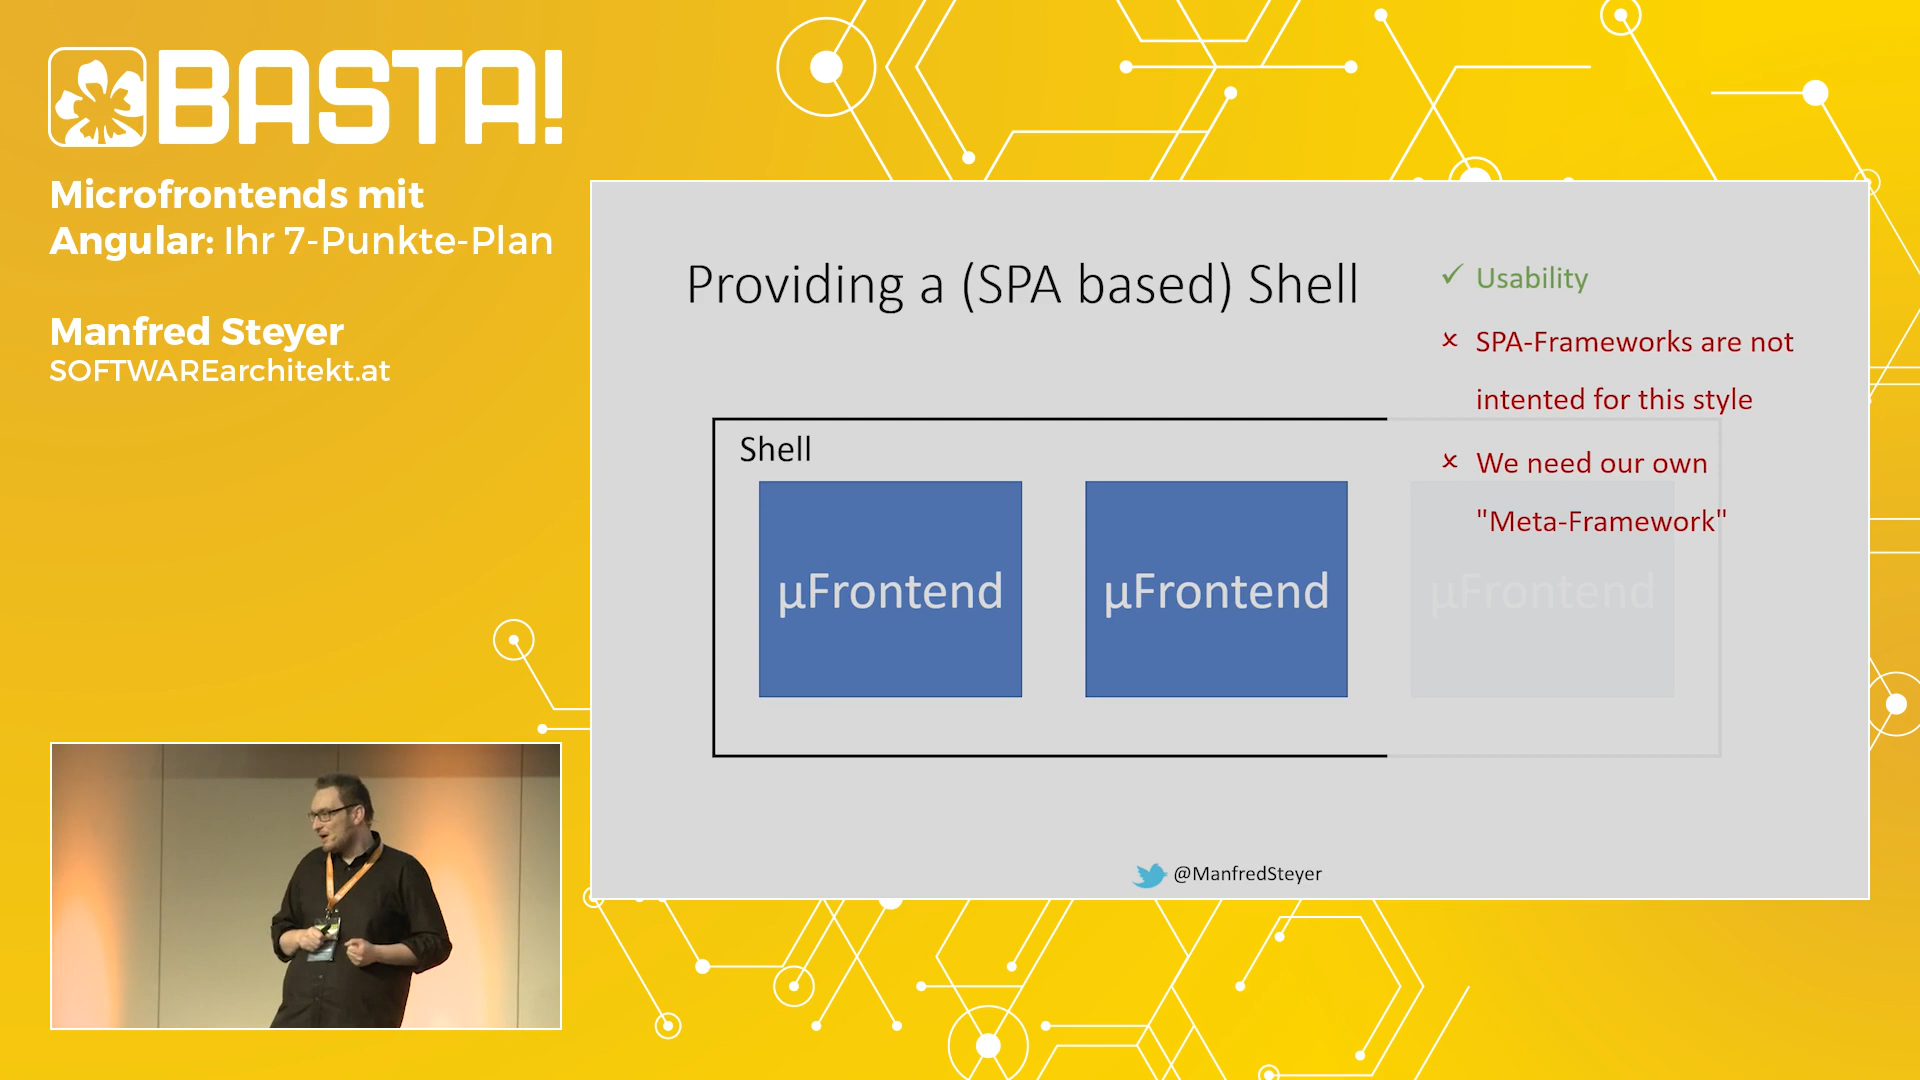 BASTA!
Microfrontends mit
Angular: Ihr 7-Punkte-Plan
Manfred Steyer
SOFTWAREarchitekt.at
Providing a (SPA based) Shell
✓ Usability
× SPA-Frameworks are not
intented for this style
× We need our own
"Meta-Framework"
Shell
µFrontend
µFrontend
µFrontend
@ManfredSteyer